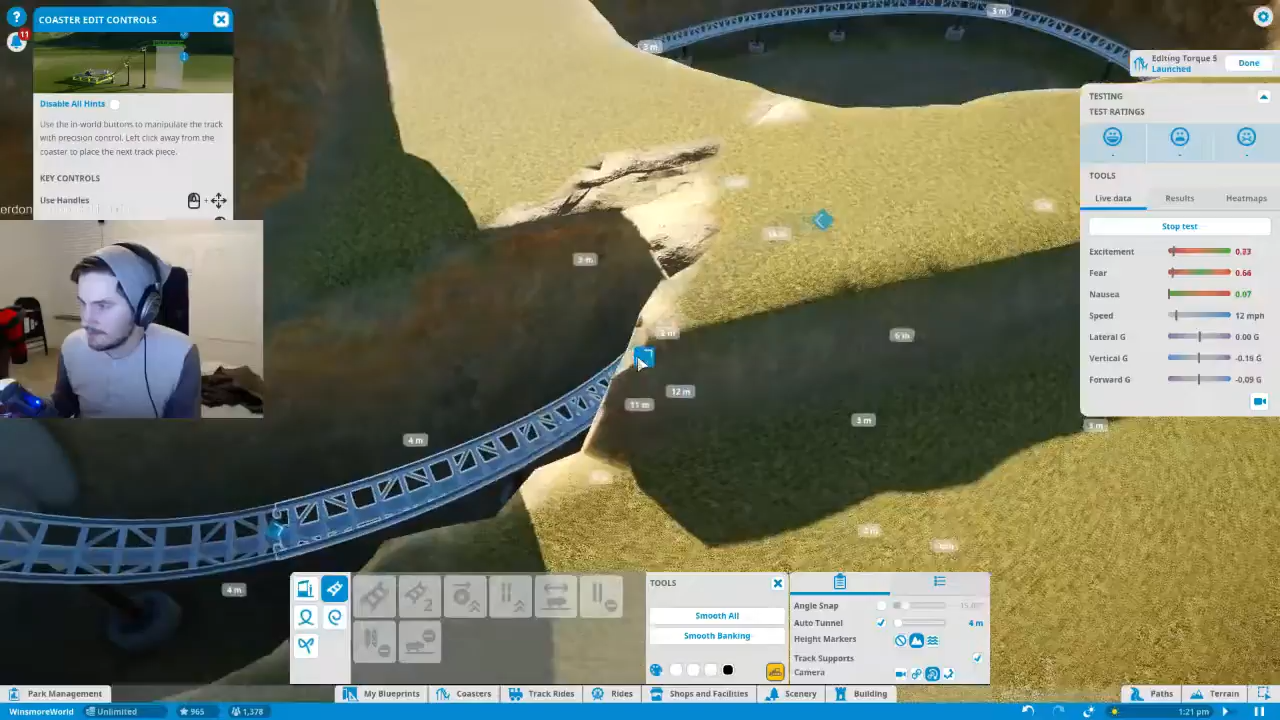 COASTER EDIT CONTROLS
11
Disable All Hints
Use the in-world buttons to manipulate the track
with precision control. Left click away from the
coaster to place the next track piece.
KEY CONTROLS
Use Handles
+
erdon
3 m
3 m
3 m
6 m
12 m
11 m
3 m
4 m
3 m
4 m
Editing Torque 5
Launched
Done
TESTING
TEST RATINGS
- - -
TOOLS
Live data Results Heatmaps
Stop test
Excitement
Fear 0.66
Nausea 0.07
Speed 12 mph
Lateral G 0.00 G
Vertical G -0.16 G
Forward G -0.09 G
2
TOOLS
Smooth All
Smooth Banking
Angle Snap
Auto Tunnel 4 m
Height Markers
Track Supports
Camera
Park Management My Blueprints Coasters Track Rides Rides Shops and Facilities Scenery Building Paths Terrain
WinsmoreWorld Unlimited 965 1,378 1:21 pm